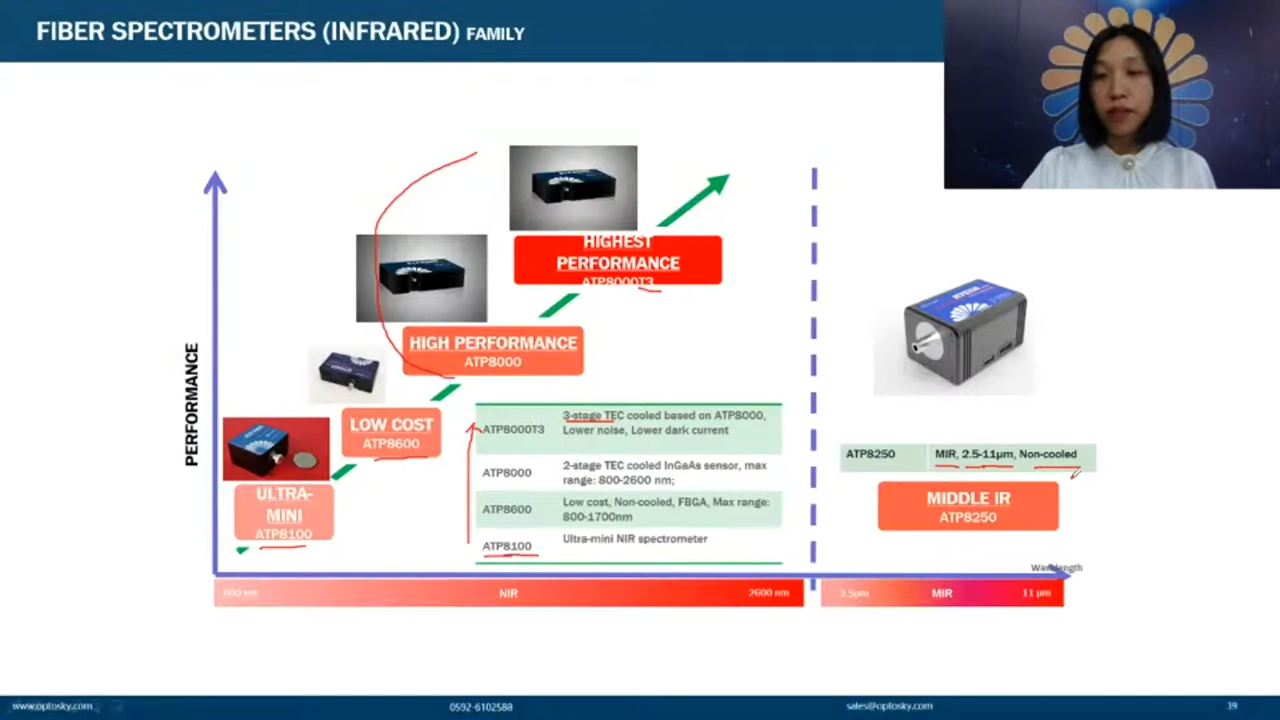 FIBER SPECTROMETERS (INFRARED) FAMILY
HIGHEST
PERFORMANCE
ATP8000T3
HIGH PERFORMANCE
ATP8000
LOW COST
ATP8600
ULTRA-
MINI
ATP8100
PERFORMANCE
ATP8000T3
3-stage TEC cooled based on ATP8000,
Lower noise, Lower dark current
ATP8000
2-stage TEC cooled InGaAs sensor, max
range: 800-2600 nm;
ATP8600
Low cost, Non-cooled, FBGA, Max range:
800-1700nm
ATP8100
Ultra-mini NIR spectrometer
ATP8250
MIR, 2.5-11μm, Non-cooled
MIDDLE IR
ATP8250
Wavelength
NIR
2600 nm
MIR
11 μm
www.optosky.com
0592-6102588
sales@optosky.com
39